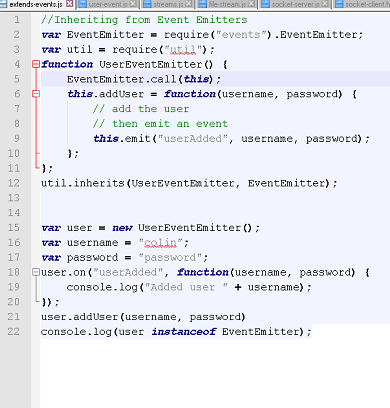 extends-events.js user-event.js streams.js file-stream.js socket-server.js socket-client.h
1 //Inheriting from Event Emitters
2 var EventEmitter = require("events").EventEmitter;
3 var util = require("util");
4 function UserEventEmitter() {
5 EventEmitter.call(this);
6 this.addUser = function(username, password) {
7 // add the user
8 // then emit an event
9 this.emit("userAdded", username, password);
10 };
11 };
12 util.inherits(UserEventEmitter, EventEmitter);
13
14
15 var user = new UserEventEmitter();
16 var username = "colin";
17 var password = "password";
18 user.on("userAdded", function(username, password) {
19 console.log("Added user " + username);
20 });
21 user.addUser(username, password)
22 console.log(user instanceof EventEmitter);